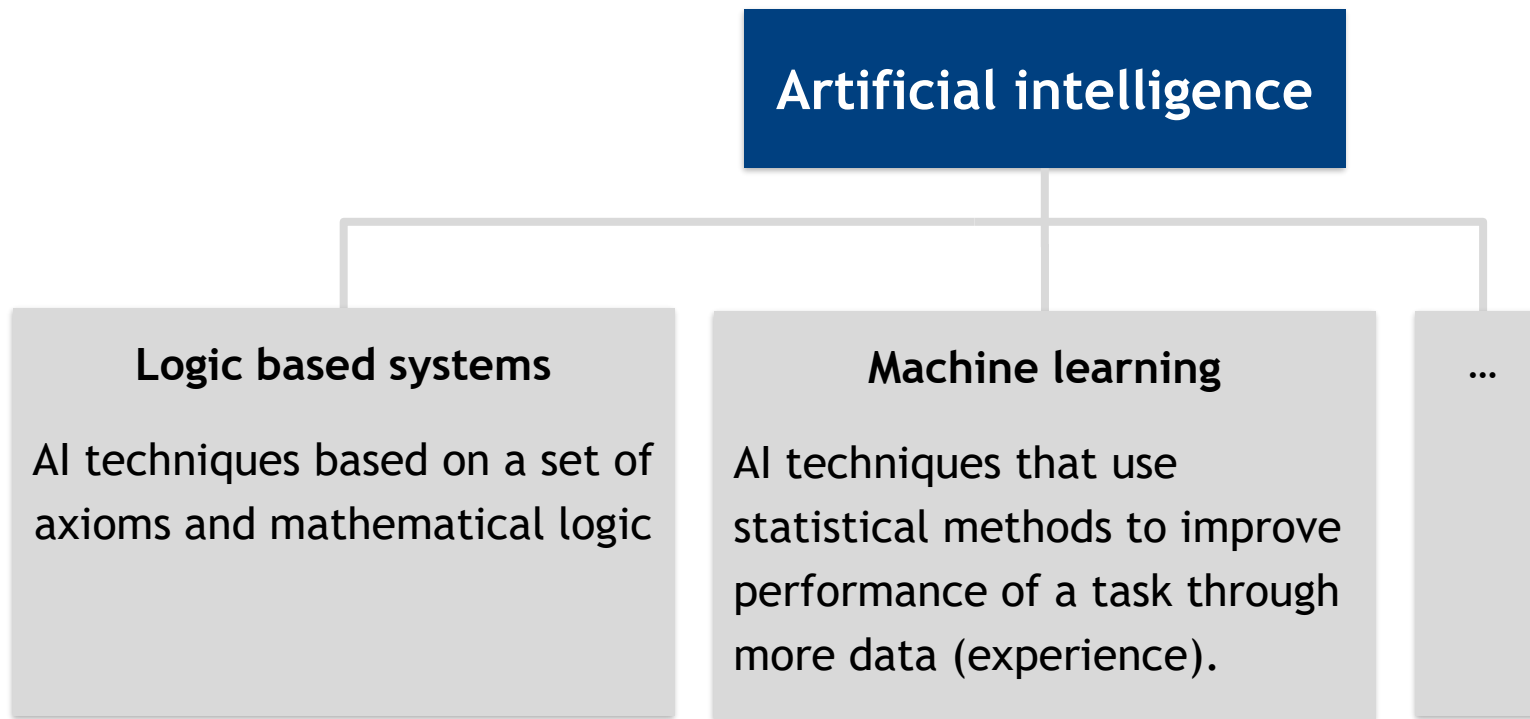 Artificial intelligence
Logic based systems
AI techniques based on a set of
axioms and mathematical logic
Machine learning
AI techniques that use
statistical methods to improve
performance of a task through
more data (experience).
…